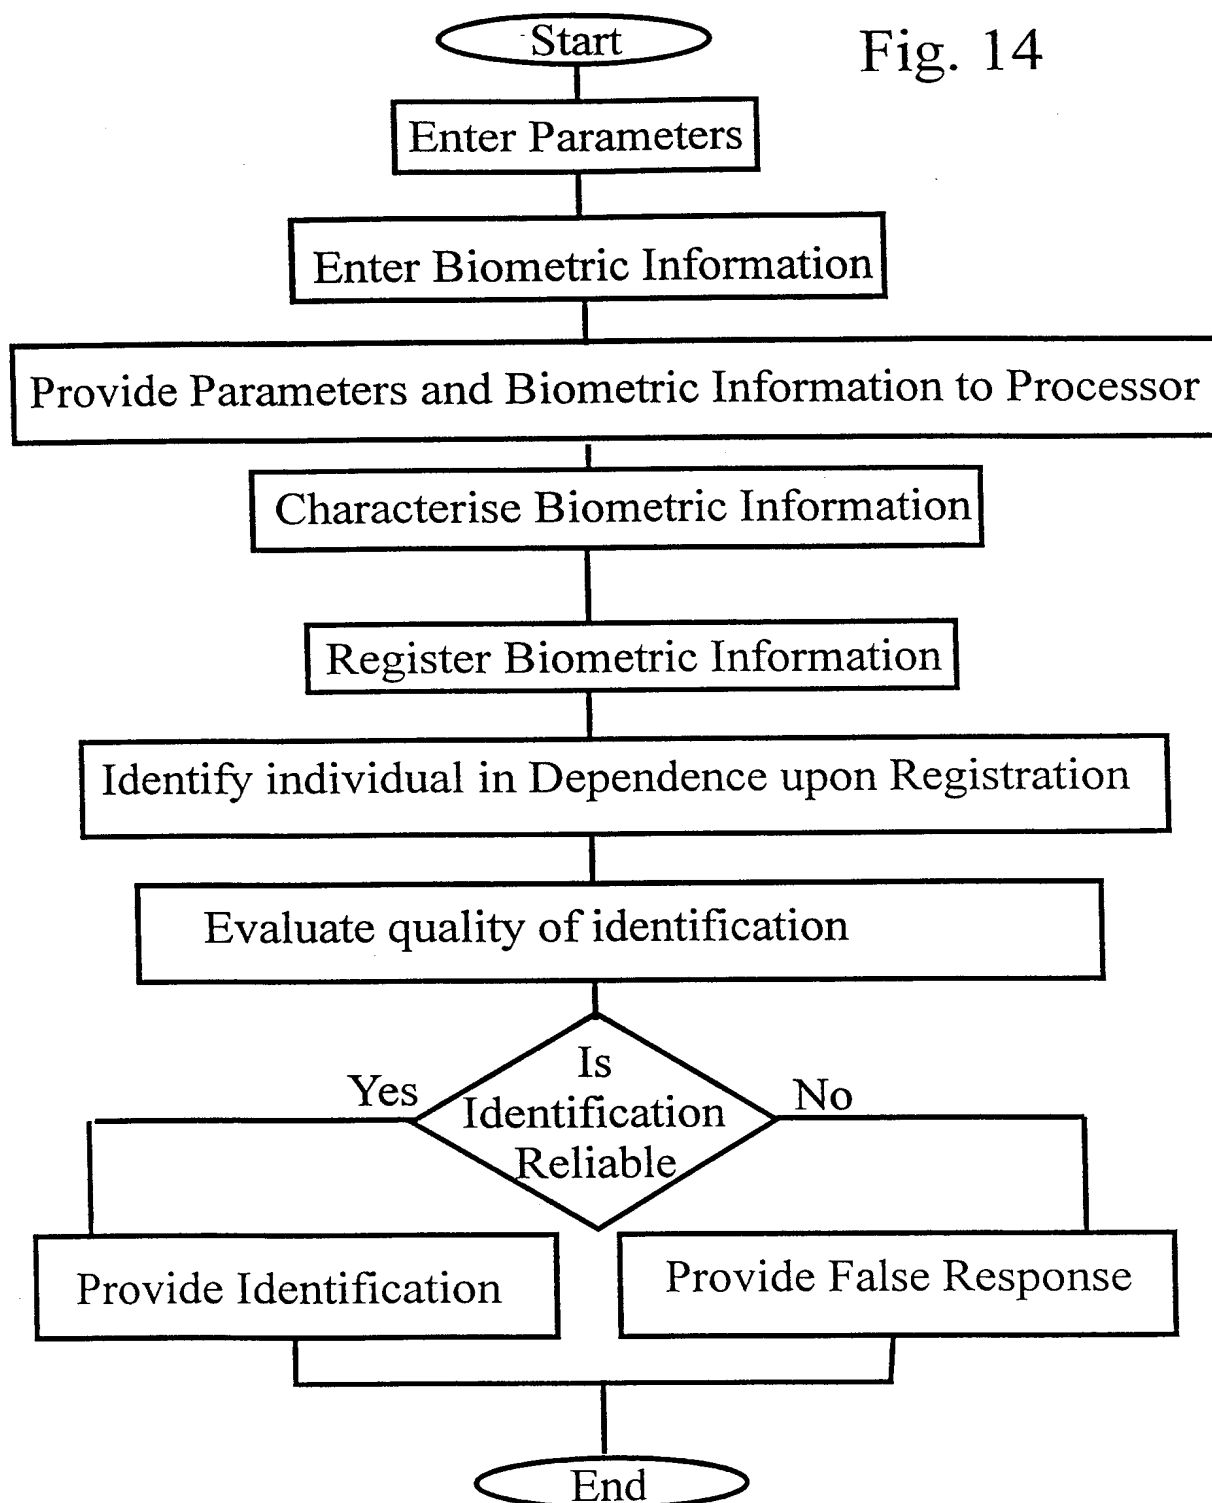 Start
Fig. 14
Enter Parameters
Enter Biometric Information
Provide Parameters and Biometric Information to Processor
Characterise Biometric Information
Register Biometric Information
Identify individual in Dependence upon Registration
Evaluate quality of identification
Is
Identification
Reliable
Yes
No
Provide Identification
Provide False Response
End